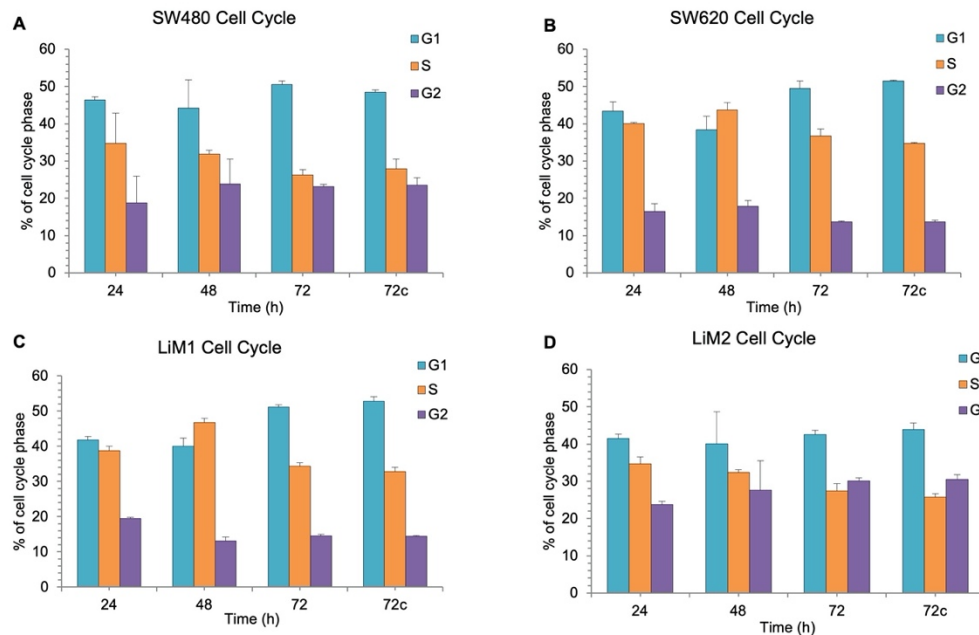 A
SW480 Cell Cycle
G1
S
G2
% of cell cycle phase
60
50
40
30
20
10
0
24 48 72 72c
Time (h)
B
SW620 Cell Cycle
G1
S
G2
% of cell cycle phase
60
50
40
30
20
10
0
24 48 72 72c
Time (h)
C
LiM1 Cell Cycle
G1
S
G2
% of cell cycle phase
60
50
40
30
20
10
0
24 48 72 72c
Time (h)
D
LiM2 Cell Cycle
G
S
G
% of cell cycle phase
60
50
40
30
20
10
0
24 48 72 72c
Time (h)